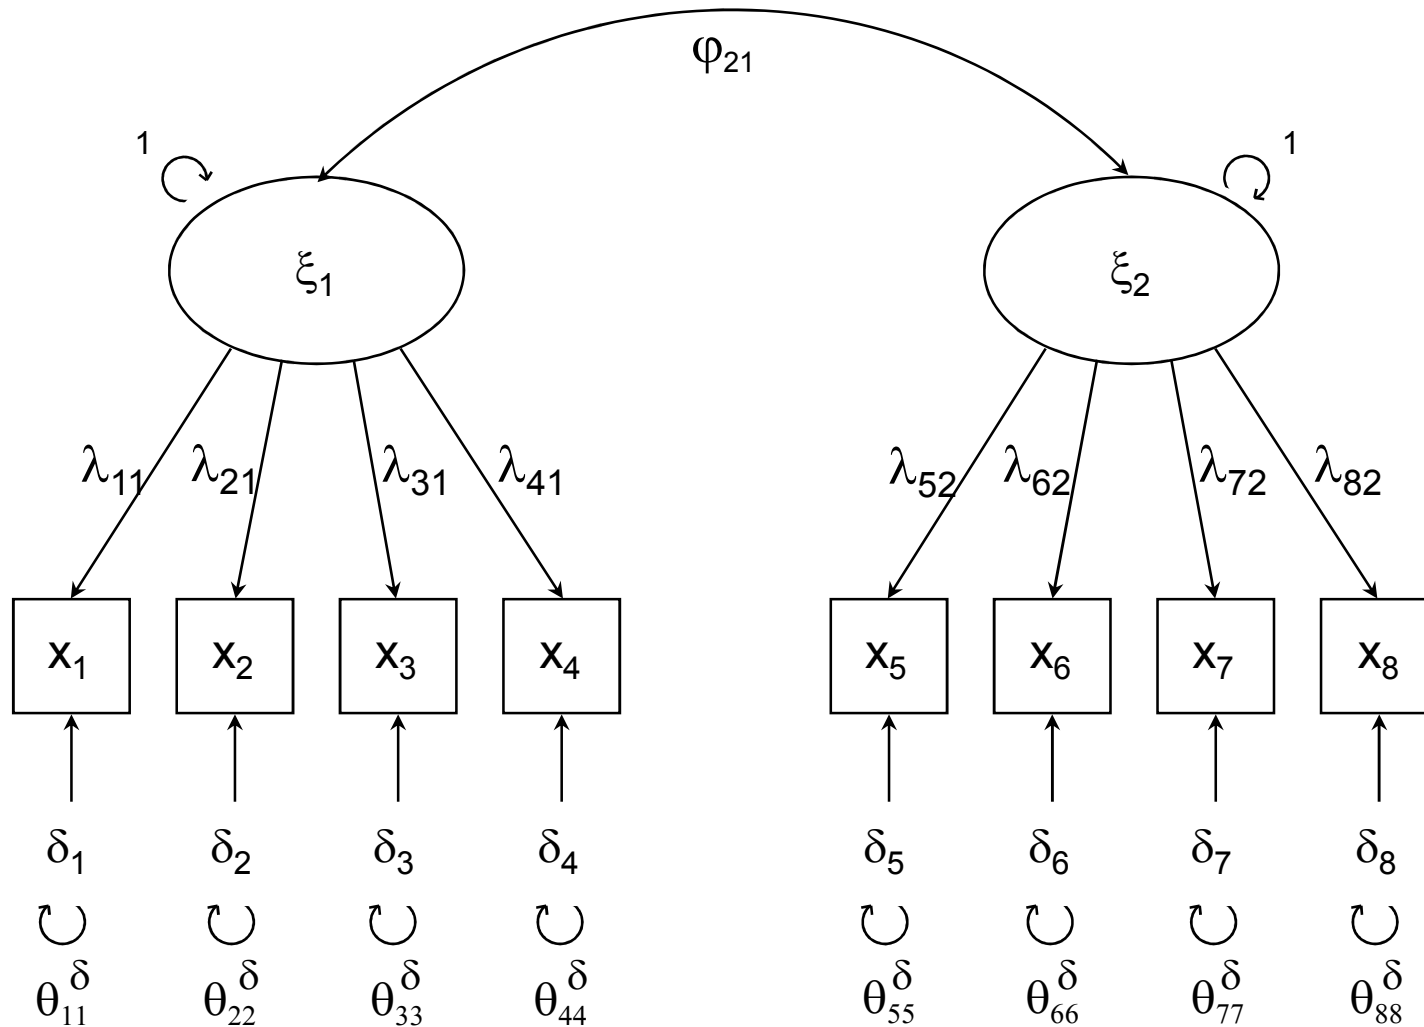 φ21
1 1
ξ1 ξ2
λ11 λ21 λ31 λ41 λ52 λ62 λ72 λ82
x1 x2 x3 x4 x5 x6 x7 x8
δ1 δ2 δ3 δ4 δ5 δ6 δ7 δ8
θ11δ θ22δ θ33δ θ44δ θ55δ θ66δ θ77δ θ88δ